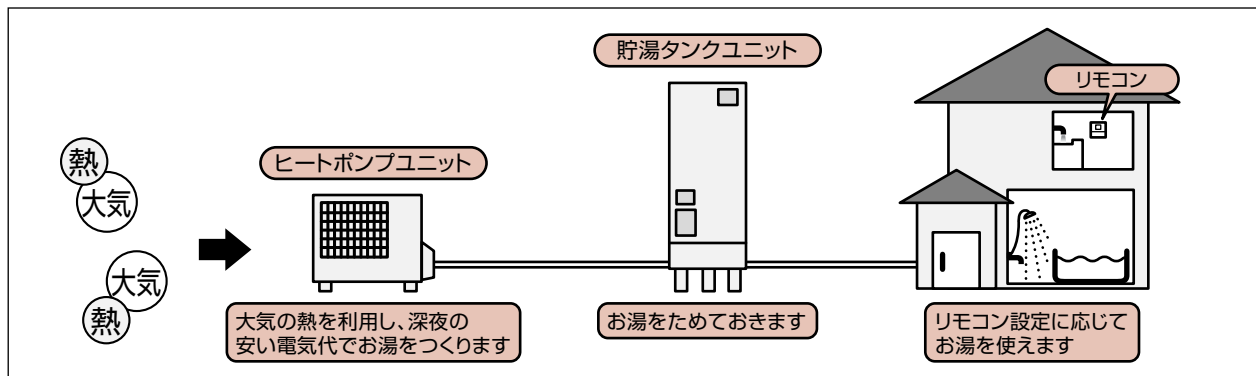 貯湯タンクユニット
リモコン
熱
大気
ヒートポンプユニット
大気
熱
大気の熱を利用し、深夜の
安い電気代でお湯をつくります
お湯をためておきます
リモコン設定に応じて
お湯を使えます